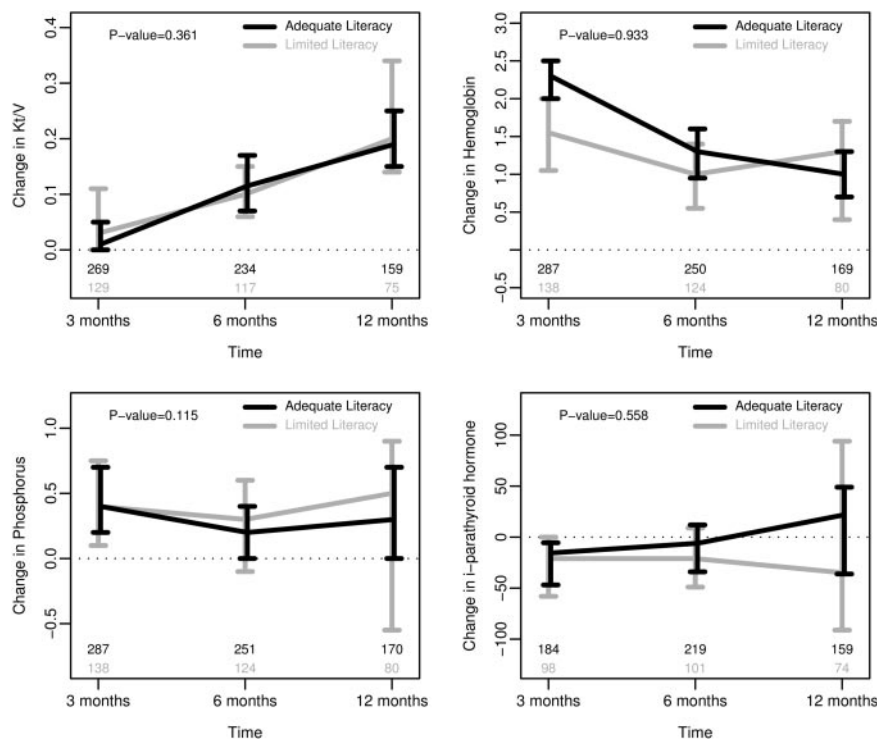 P-value=0.361
Adequate Literacy
Limited Literacy
Change in Kt/V
0.4
0.3
0.2
0.1
0.0
269
234
159
129
117
75
3 months
6 months
12 months
Time
P-value=0.933
Adequate Literacy
Limited Literacy
Change in Hemoglobin
3.0
2.5
2.0
1.5
1.0
0.5
-0.5
287
250
169
138
124
80
3 months
6 months
12 months
Time
P-value=0.115
Adequate Literacy
Limited Literacy
Change in Phosphorus
1.0
0.5
0.0
-0.5
287
251
170
138
124
80
3 months
6 months
12 months
Time
P-value=0.558
Adequate Literacy
Limited Literacy
Change in i-parathyroid hormone
100
50
0
-50
-100
184
219
159
98
101
74
3 months
6 months
12 months
Time